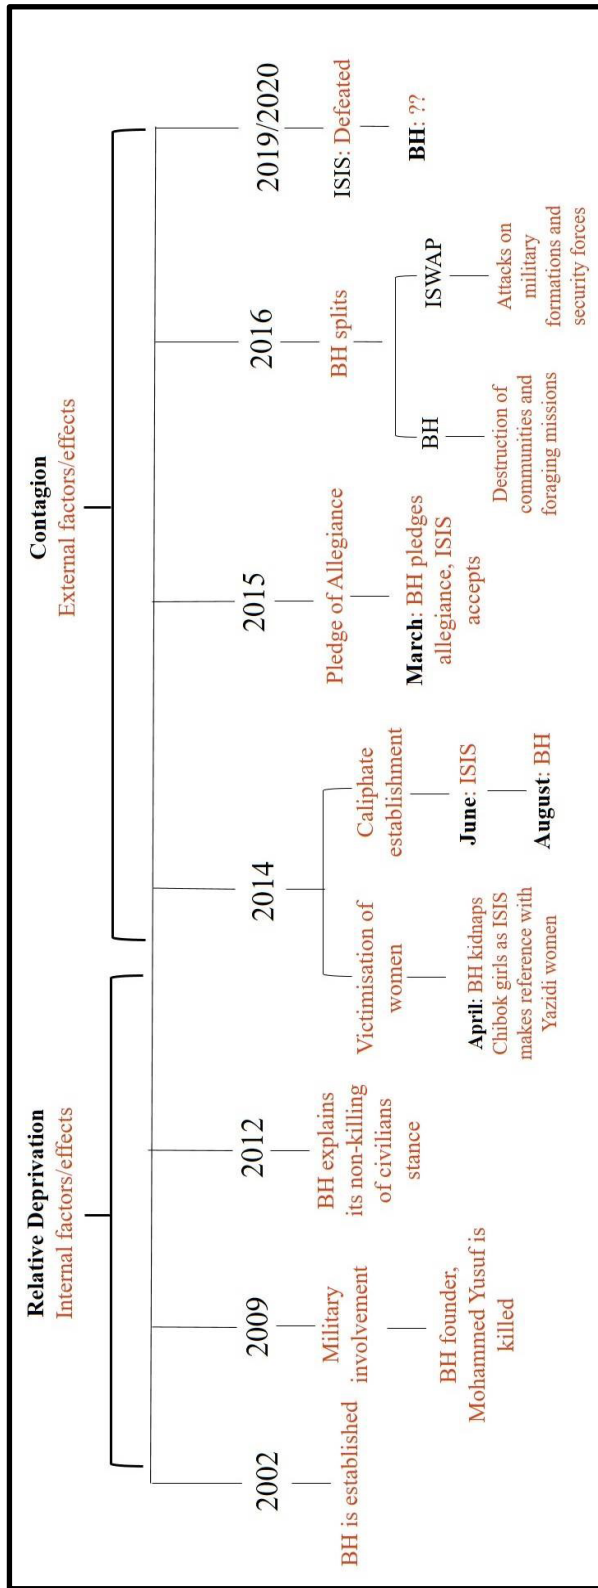 Relative Deprivation
Internal factors/effects
Contagion
External factors/effects
2002
BH is established
2009
Military
involvement
BH founder,
Mohammed Yusuf is
killed
2012
BH explains
its non-killing
of civilians
stance
2014
Victimisation of
women
April: BH kidnaps
Chibok girls as ISIS
makes reference with
Yazidi women
Caliphate
establishment
June: ISIS
August: BH
2015
Pledge of Allegiance
March: BH pledges
allegiance, ISIS
accepts
2016
BH splits
BH
Destruction of
communities and
foraging missions
ISWAP
Attacks on
military
formations and
security forces
2019/2020
ISIS: Defeated
BH: ??